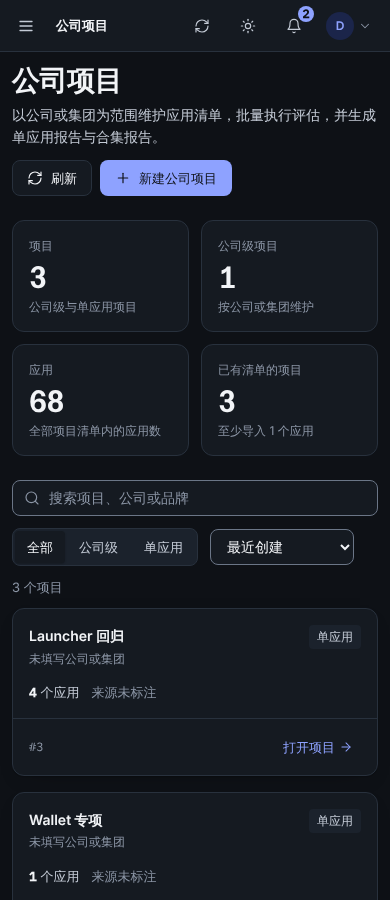 公司项目
2
D
公司项目
以公司或集团为范围维护应用清单，批量执行评估，并生成
单应用报告与合集报告。
刷新
新建公司项目
项目
3
公司级与单应用项目
公司级项目
1
按公司或集团维护
应用
68
全部项目清单内的应用数
已有清单的项目
3
至少导入 1 个应用
搜索项目、公司或品牌
全部 公司级 单应用
最近创建
3 个项目
Launcher 回归
单应用
未填写公司或集团
4 个应用 来源未标注
#3
打开项目 →
Wallet 专项
单应用
未填写公司或集团
1 个应用 来源未标注